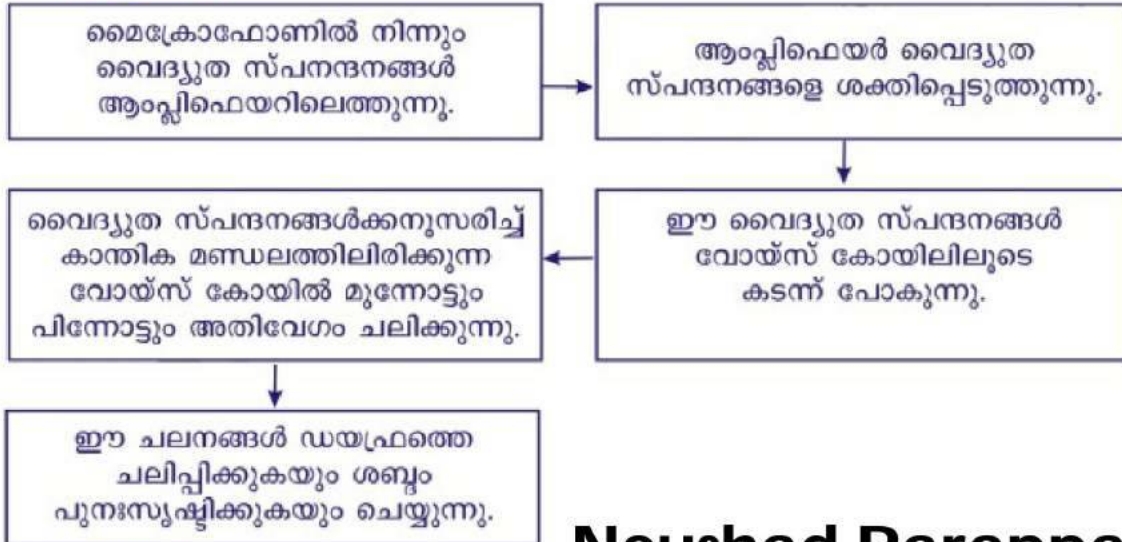 മൈക്രോഫോണിൽ നിന്നും
വൈദ്യുത സ്പനന്ദനങ്ങൾ
ആംപ്ലിഫെയറിലെത്തുന്നു.
ആംപ്ലിഫെയർ വൈദ്യുത
സ്പന്ദനങ്ങളെ ശക്തിപ്പെടുത്തുന്നു.
ഈ വൈദ്യുത സ്പന്ദനങ്ങൾ
വോയ്സ് കോയിലിലൂടെ
കടന്ന് പോകുന്നു.
വൈദ്യുത സ്പന്ദനങ്ങൾക്കനുസരിച്ച്
കാന്തിക മണ്ഡലത്തിലിരിക്കുന്ന
വോയ്സ് കോയിൽ മുന്നോട്ടും
പിന്നോട്ടും അതിവേഗം ചലിക്കുന്നു.
ഈ ചലനങ്ങൾ ഡയഫ്രത്തെ
ചലിപ്പിക്കുകയും ശബ്ദം
പുനഃസൃഷ്ടിക്കുകയും ചെയ്യുന്നു.